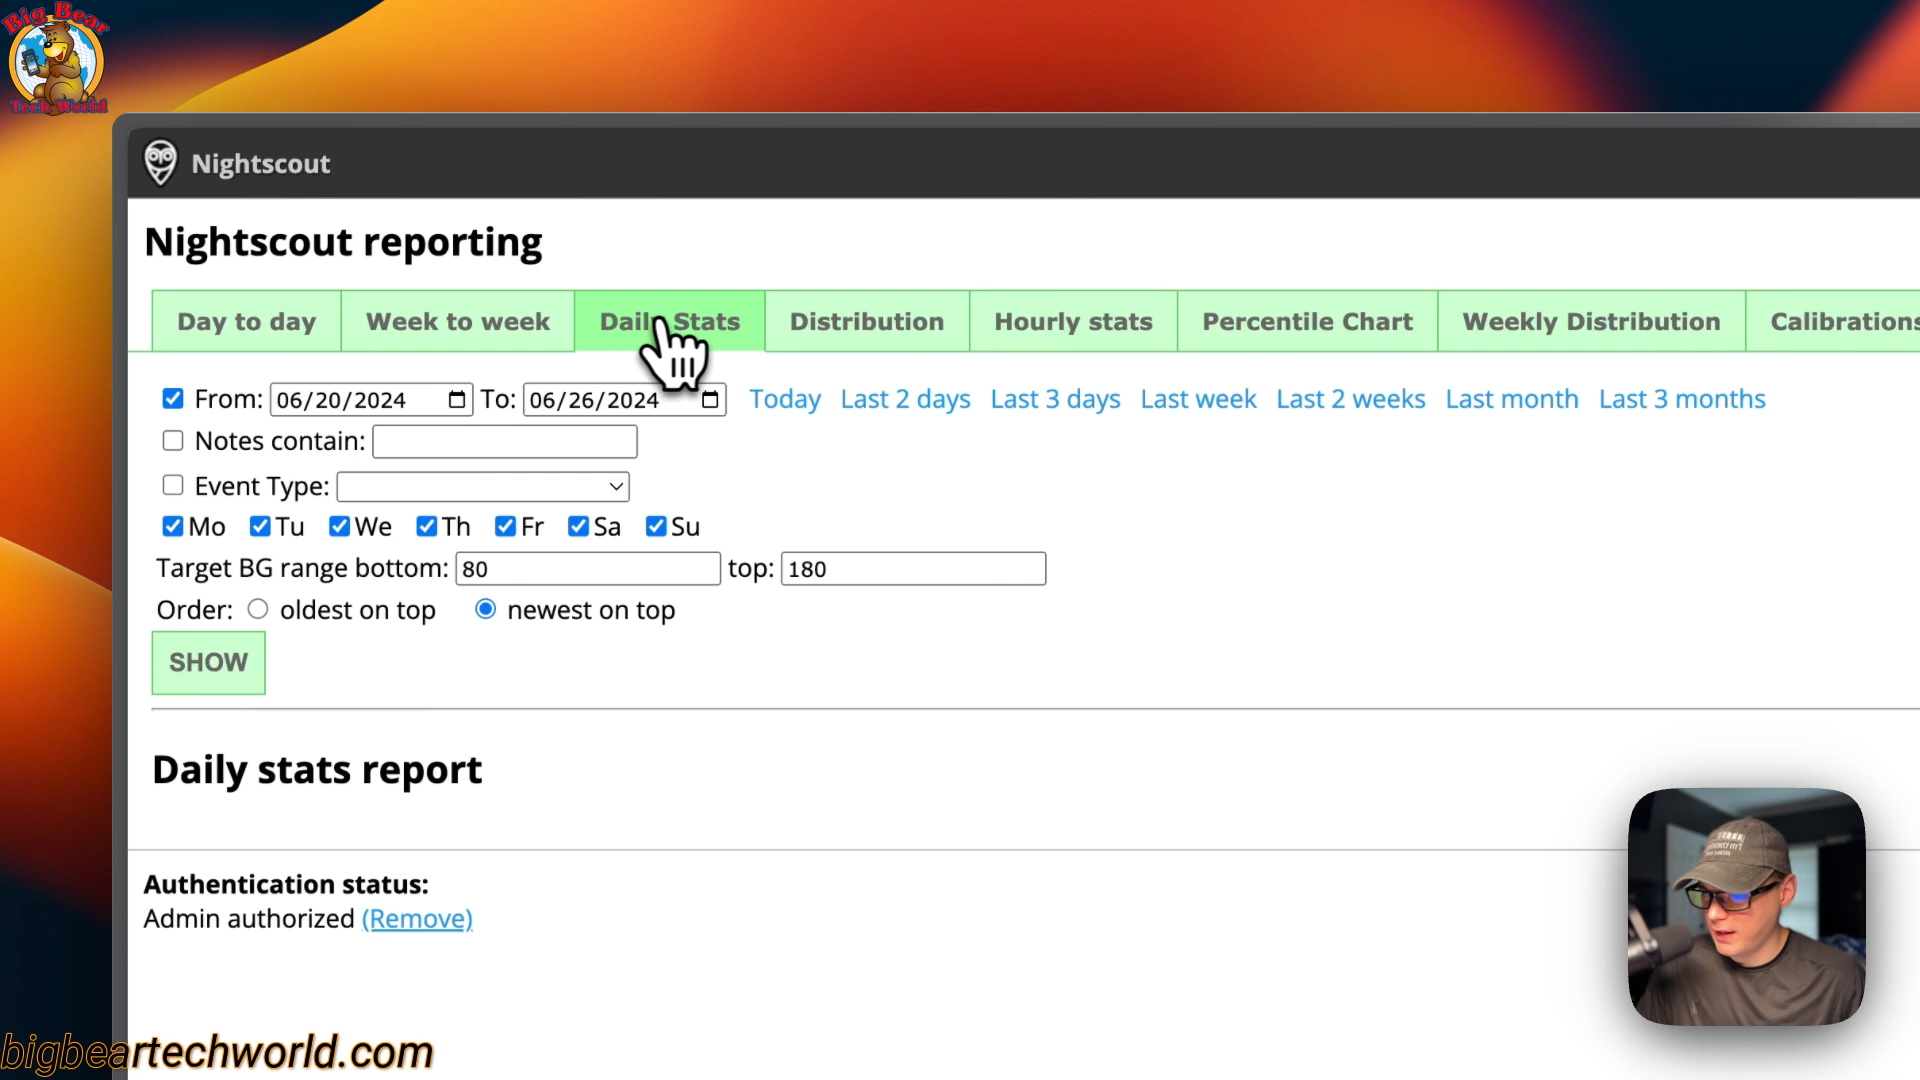 Big Bear
Tech World
Nightscout
Nightscout reporting
Day to day Week to week Daily Stats Distribution Hourly stats Percentile Chart Weekly Distribution Calibrations
From: 06/20/2024 To: 06/26/2024 Today Last 2 days Last 3 days Last week Last 2 weeks Last month Last 3 months
Notes contain:
Event Type:
Mo Tu We Th Fr Sa Su
Target BG range bottom: 80 top: 180
Order: oldest on top newest on top
SHOW
Daily stats report
Authentication status:
Admin authorized (Remove)
bigbeartechworld.com